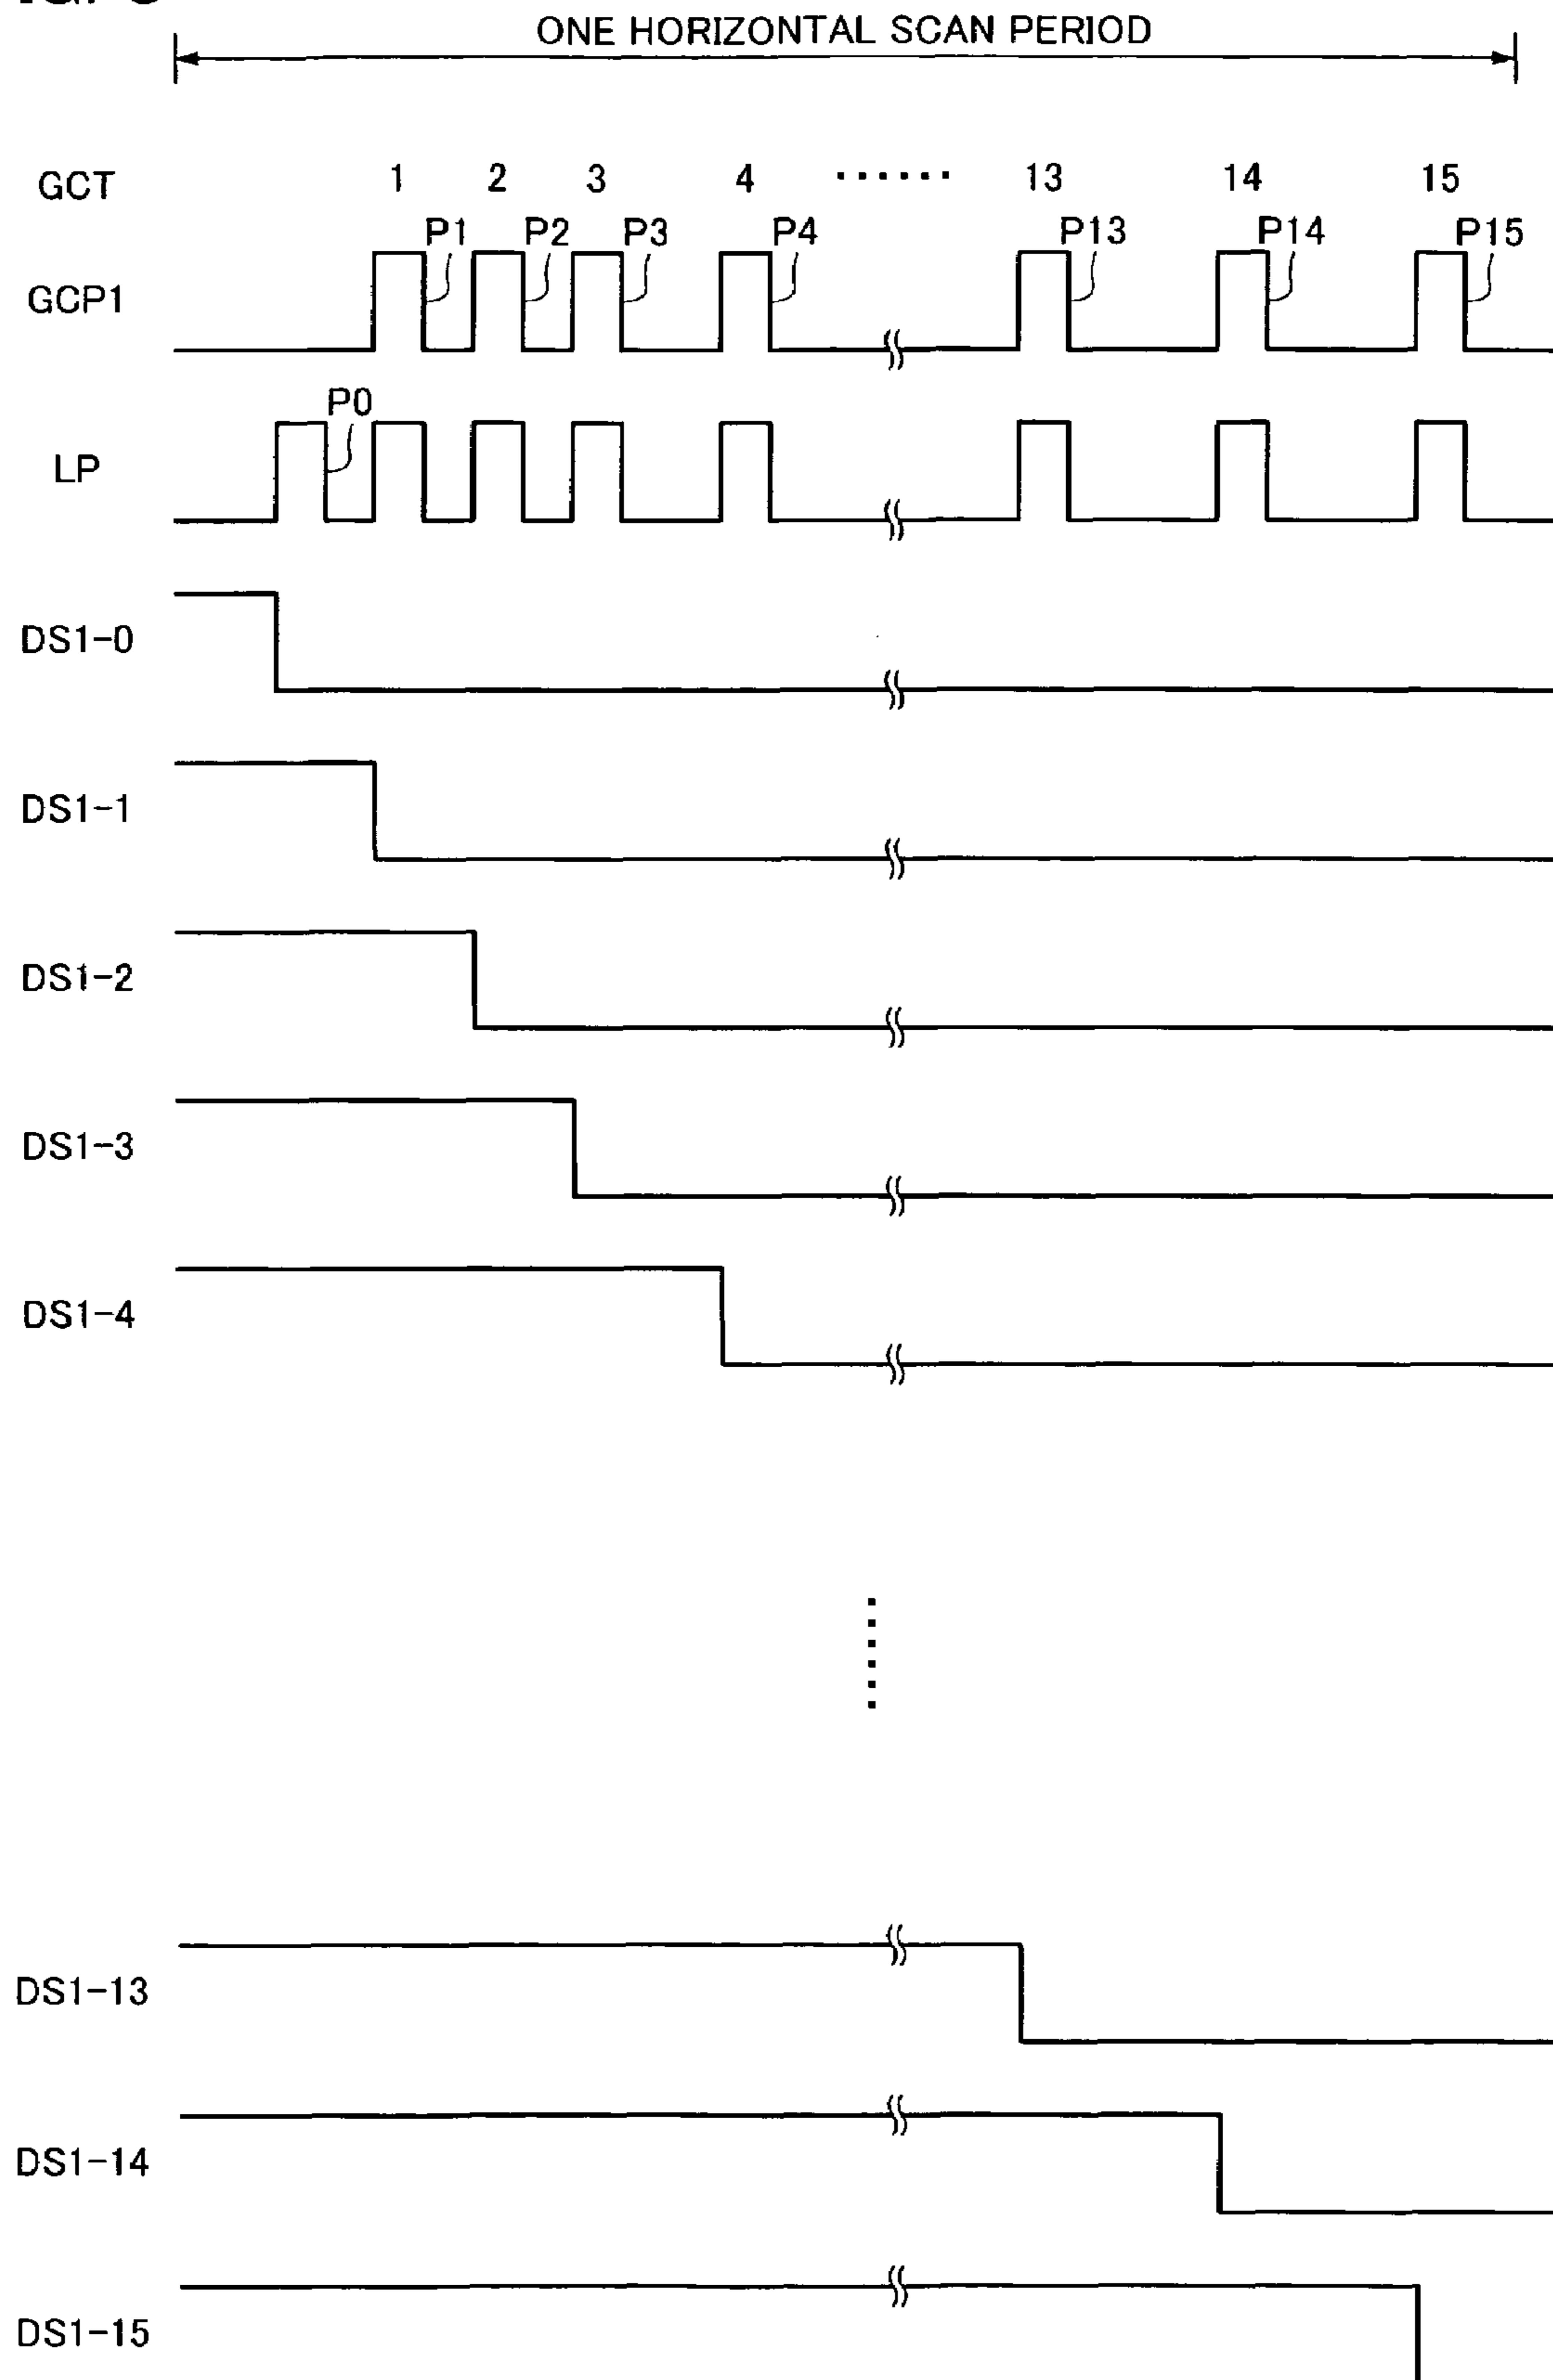 ONE HORIZONTAL SCAN PERIOD
GCT 1 2 3 4 ...... 13 14 15
P1 P2 P3 P4 P13 P14 P15
GCP1
P0
LP
DS1-0
DS1-1
DS1-2
DS1-3
DS1-4
DS1-13
DS1-14
DS1-15